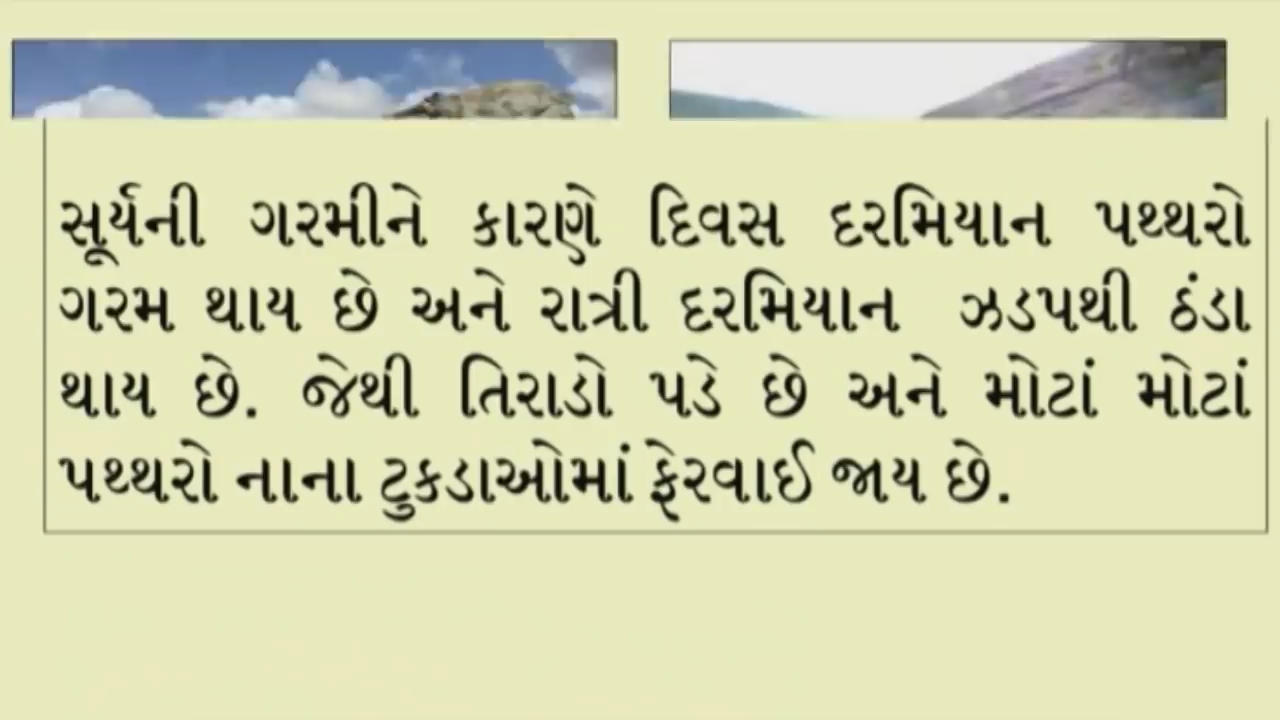 સૂર્યની ગરમીને કારણે દિવસ દરમિયાન પથ્થરો
ગરમ થાય છે અને રાત્રી દરમિયાન ઝડપથી ઠંડા
થાય છે. જેથી તિરાડો પડે છે અને મોટાં મોટાં
પથ્થરો નાના ટુકડાઓમાં ફેરવાઈ જાય છે.